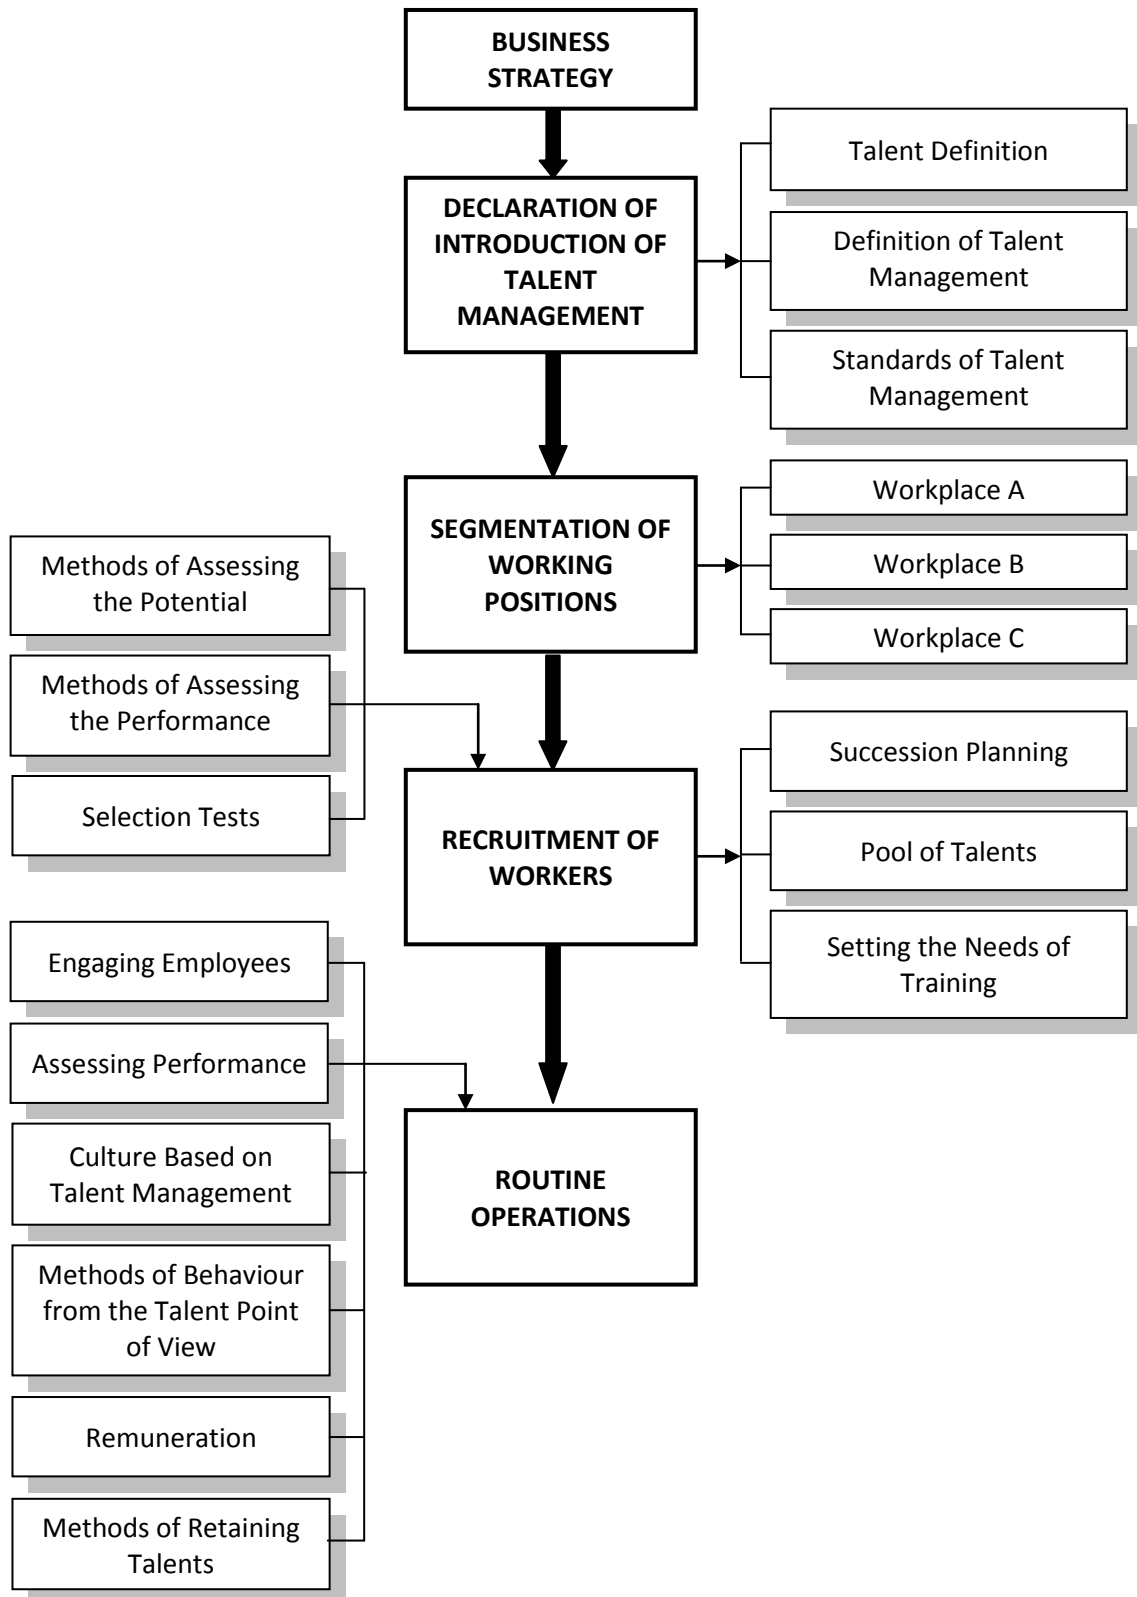 BUSINESS
STRATEGY
DECLARATION OF
INTRODUCTION OF
TALENT
MANAGEMENT
Talent Definition
Definition of Talent
Management
Standards of Talent
Management
SEGMENTATION OF
WORKING
POSITIONS
Workplace A
Workplace B
Workplace C
Methods of Assessing
the Potential
Methods of Assessing
the Performance
Selection Tests
RECRUITMENT OF
WORKERS
Succession Planning
Pool of Talents
Setting the Needs of
Training
Engaging Employees
Assessing Performance
Culture Based on
Talent Management
Methods of Behaviour
from the Talent Point
of View
Remuneration
Methods of Retaining
Talents
ROUTINE
OPERATIONS